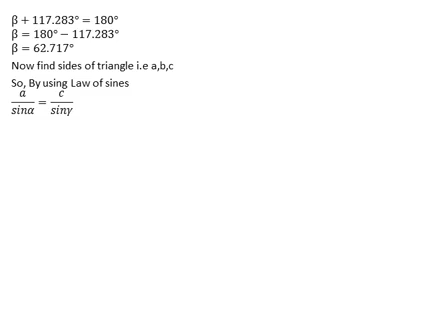 β + 117.283° = 180°
β = 180° − 117.283°
β = 62.717°
Now find sides of triangle i.e a,b,c
So, By using Law of sines
a/sinα = c/sinγ